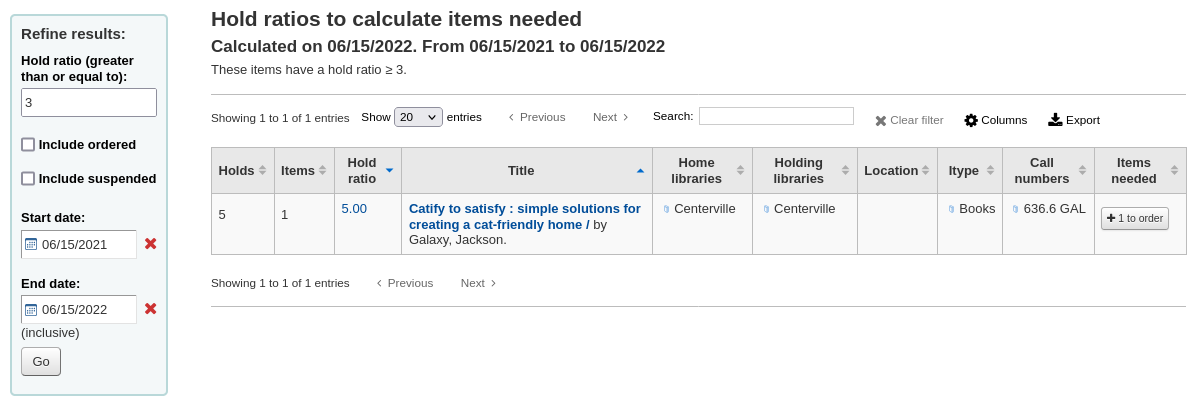 Refine results:
Hold ratio (greater
than or equal to):
3
Include ordered
Include suspended
Start date:
06/15/2021
End date:
06/15/2022
(inclusive)
Go
Hold ratios to calculate items needed
Calculated on 06/15/2022. From 06/15/2021 to 06/15/2022
These items have a hold ratio ≥ 3.
Showing 1 to 1 of 1 entries Show 20 entries Previous Next Search: Clear filter Columns Export
Holds Items Hold ratio Title Home libraries Holding libraries Location Itype Call numbers Items needed
5 1 5.00 Catify to satisfy : simple solutions for Centerville Centerville Books 636.6 GAL 1 to order
creating a cat-friendly home / by
Galaxy, Jackson.
Showing 1 to 1 of 1 entries Previous Next